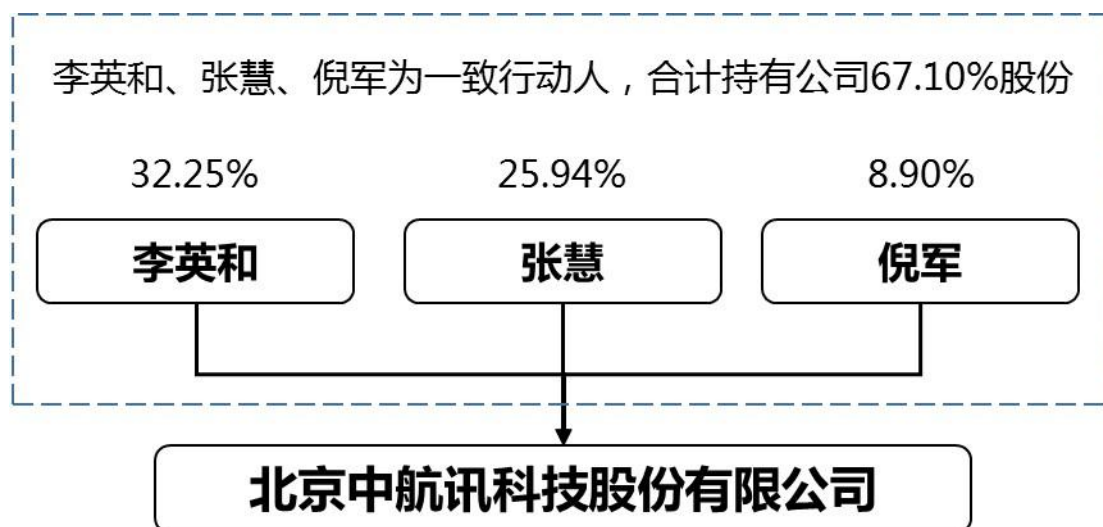 李英和、张慧、倪军为一致行动人，合计持有公司67.10%股份
32.25% 25.94% 8.90%
李英和 张慧 倪军
北京中航讯科技股份有限公司